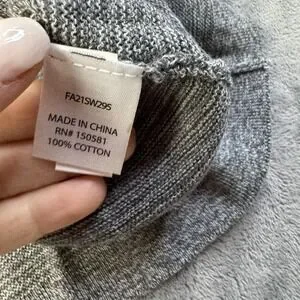 FA21SW295
MADE IN CHINA
RN# 150581
100% COTTON